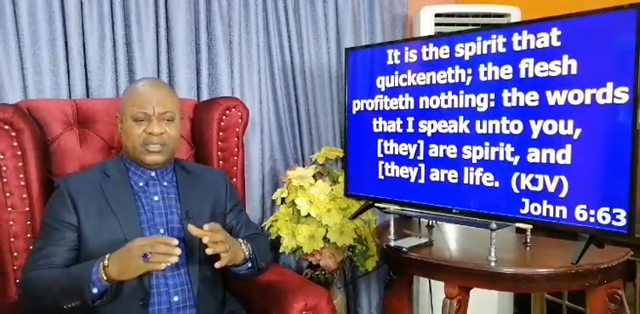 It is the Spirit that
quickeneth; the flesh
profiteth nothing: the words
that I speak unto you,
[they] are spirit, and
[they] are life. (KJV)
John 6:63